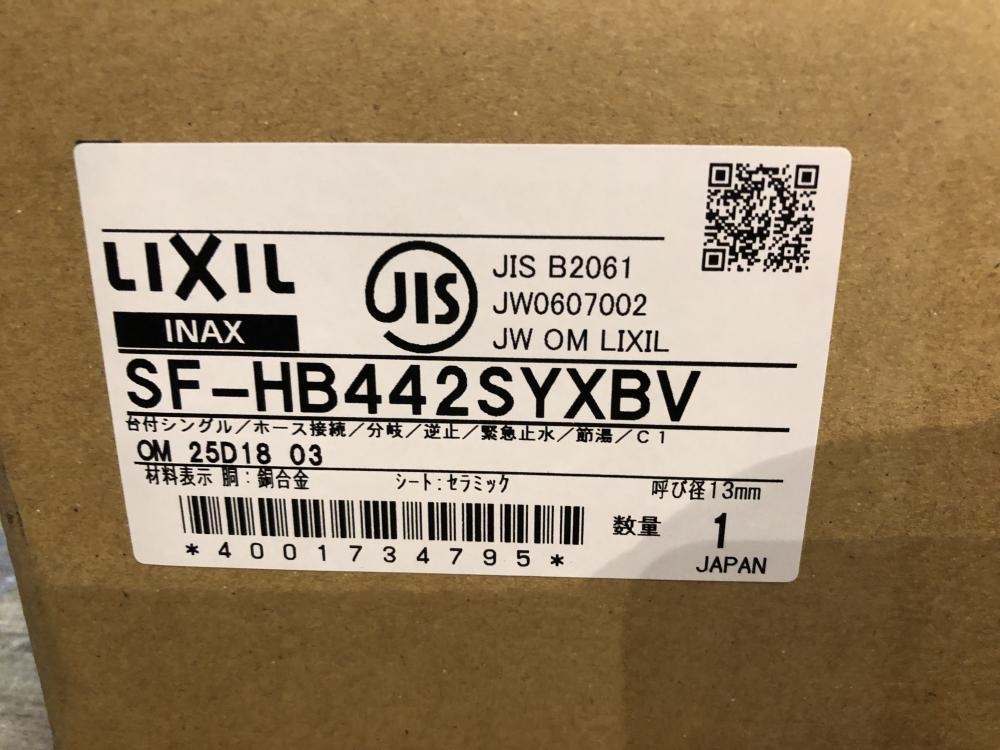 LIXIL
INAX
JIS
JIS B2061
JW0607002
JW OM LIXIL
SF-HB442SYXBV
台付シングル/ホース接続/分岐/逆止/緊急止水/節湯/C1
OM 25D18 03
材料表示 胴:銅合金 シート:セラミック 呼び径13mm
*4001734795*
数量 1
JAPAN